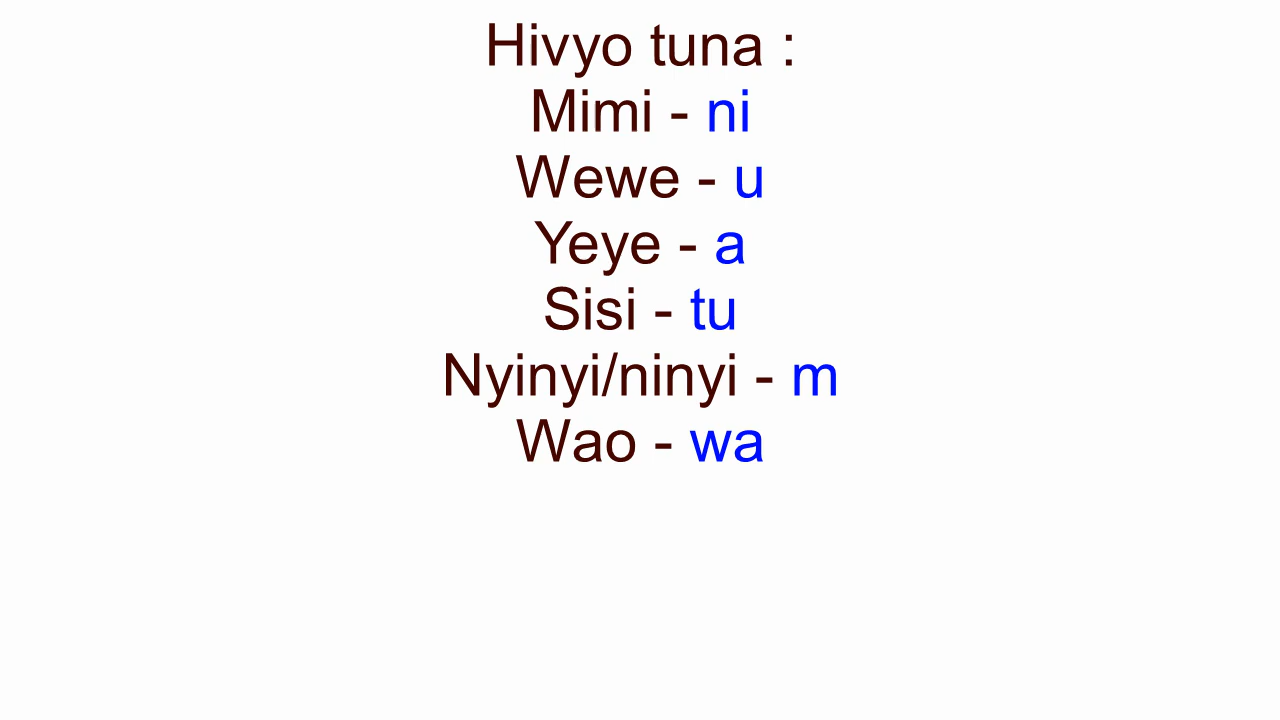 Hivyo tuna :
Mimi - ni
Wewe - u
Yeye - a
Sisi - tu
Nyinyi/ninyi - m
Wao - wa